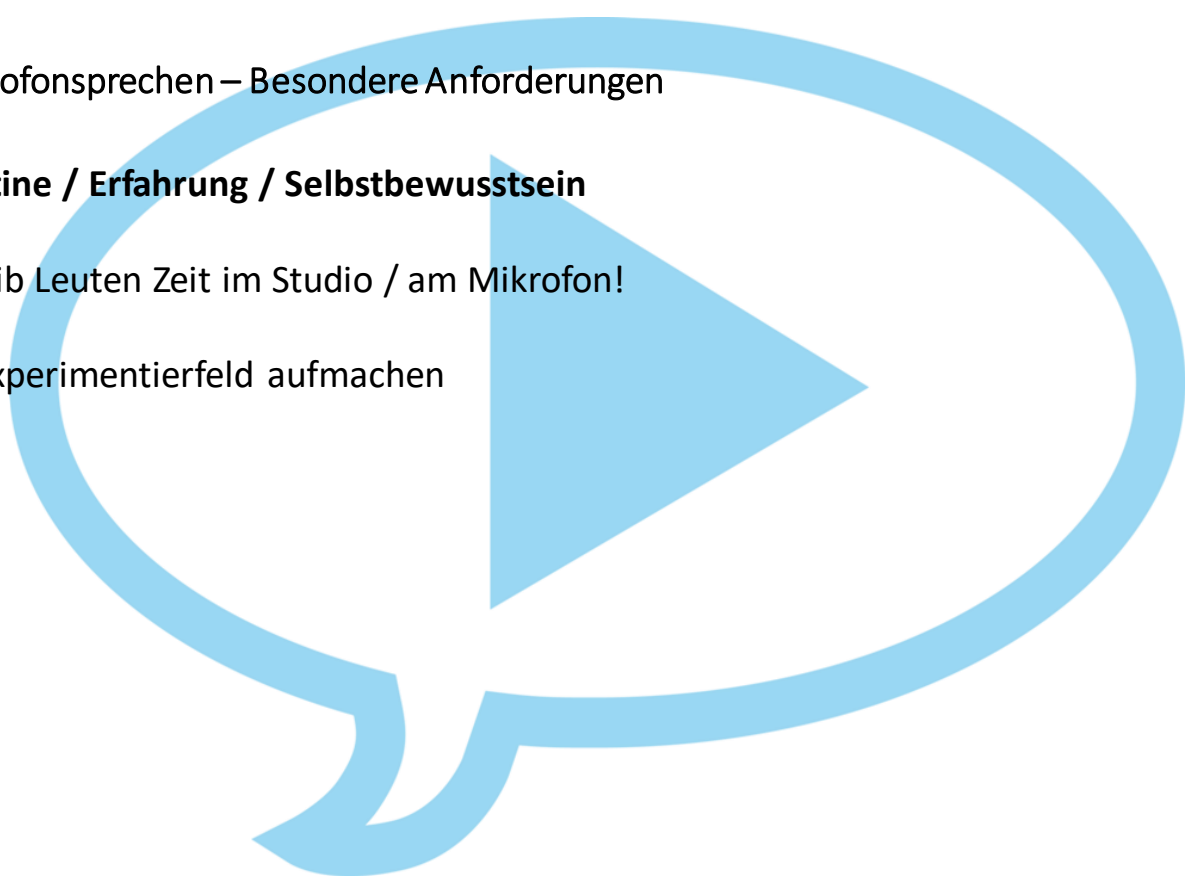 ofonsprechen – Besondere Anforderungen
tine / Erfahrung / Selbstbewusstsein
ib Leuten Zeit im Studio / am Mikrofon!
xperimentierfeld aufmachen